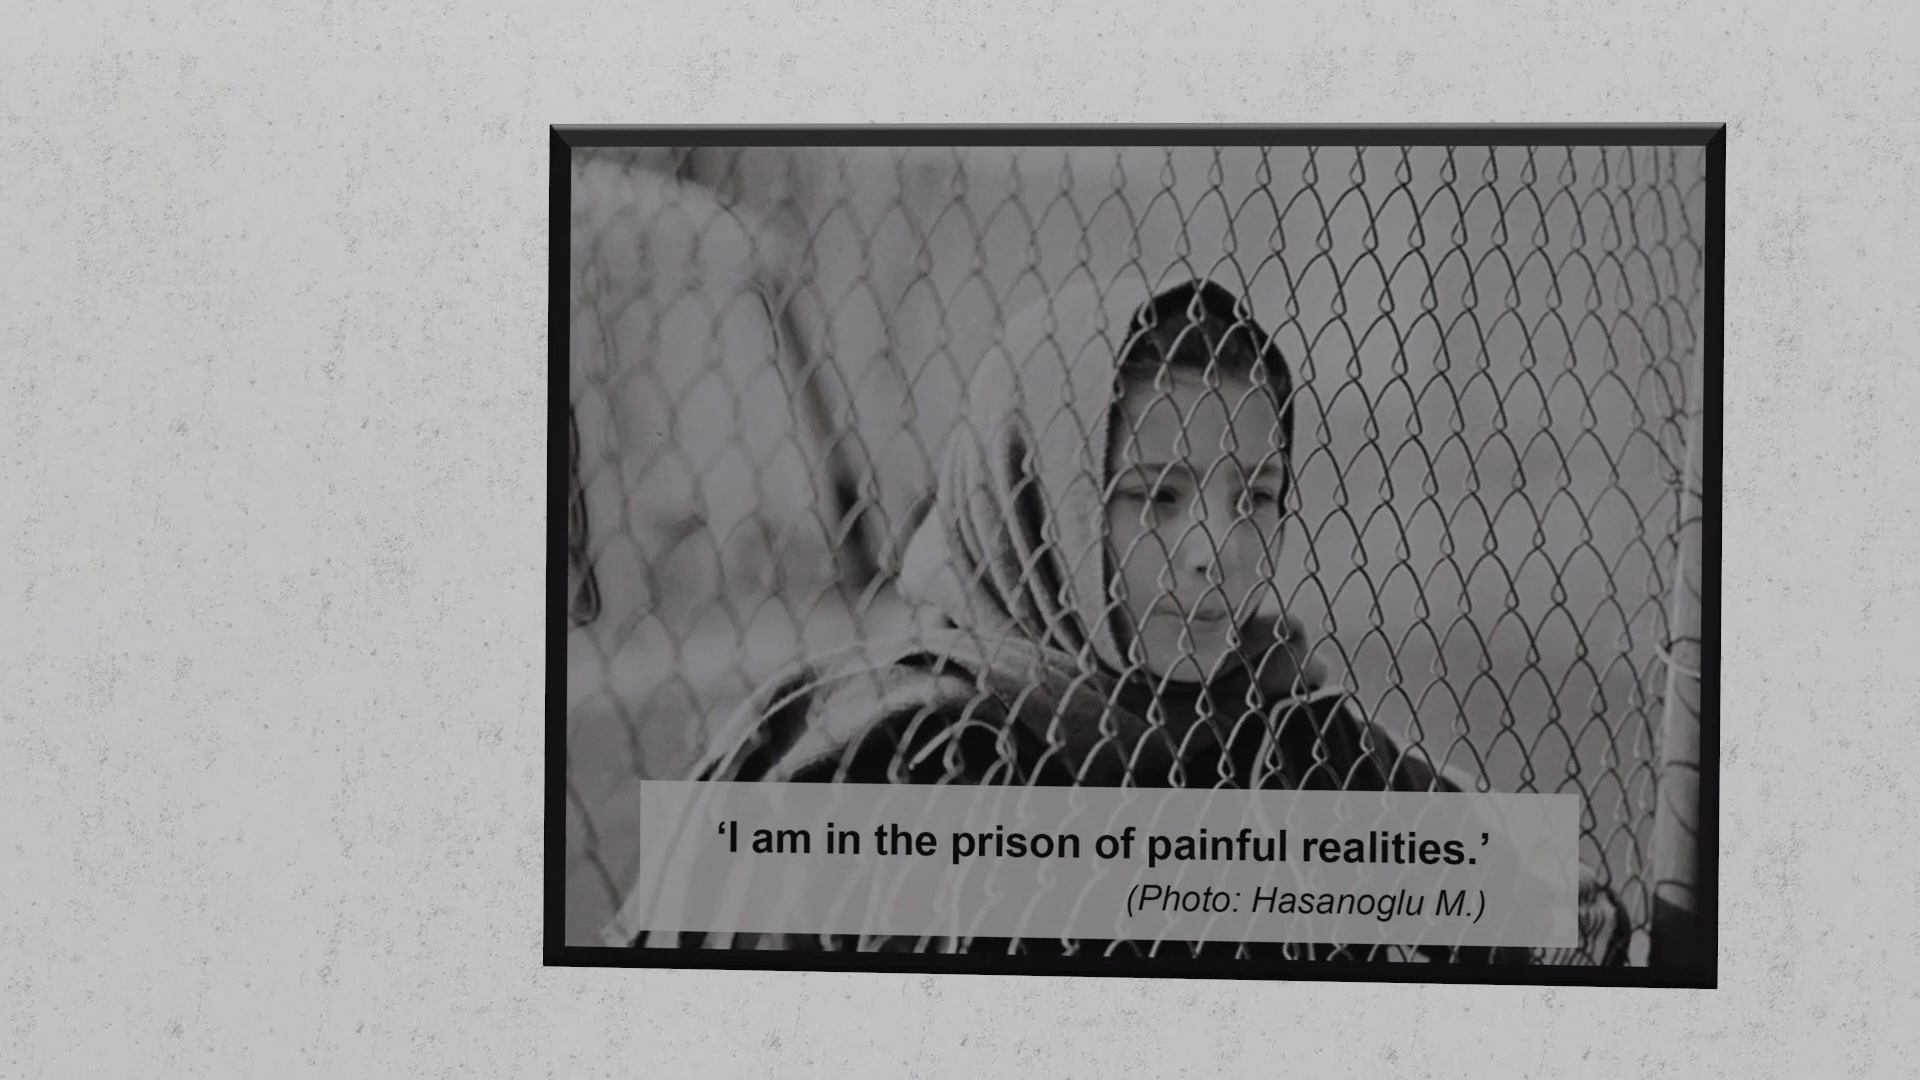 ‘I am in the prison of painful realities.’
(Photo: Hasanoglu M.)